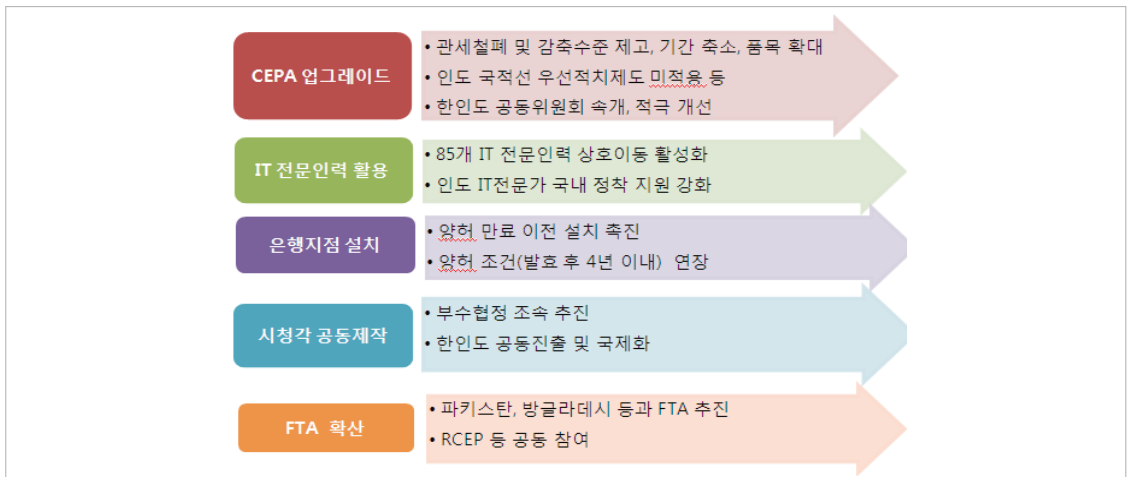 CEPA 업그레이드
• 관세철폐 및 감축수준 제고, 기간 축소, 품목 확대
• 인도 국적선 우선적치제도 미적용 등
• 한인도 공동위원회 속개, 적극 개선
IT 전문인력 활용
• 85개 IT 전문인력 상호이동 활성화
• 인도 IT전문가 국내 정착 지원 강화
은행지점 설치
• 양허 만료 이전 설치 촉진
• 양허 조건(발효 후 4년 이내) 연장
시청각 공동제작
• 부수협정 조속 추진
• 한인도 공동진출 및 국제화
FTA 확산
• 파키스탄, 방글라데시 등과 FTA 추진
• RCEP 등 공동 참여